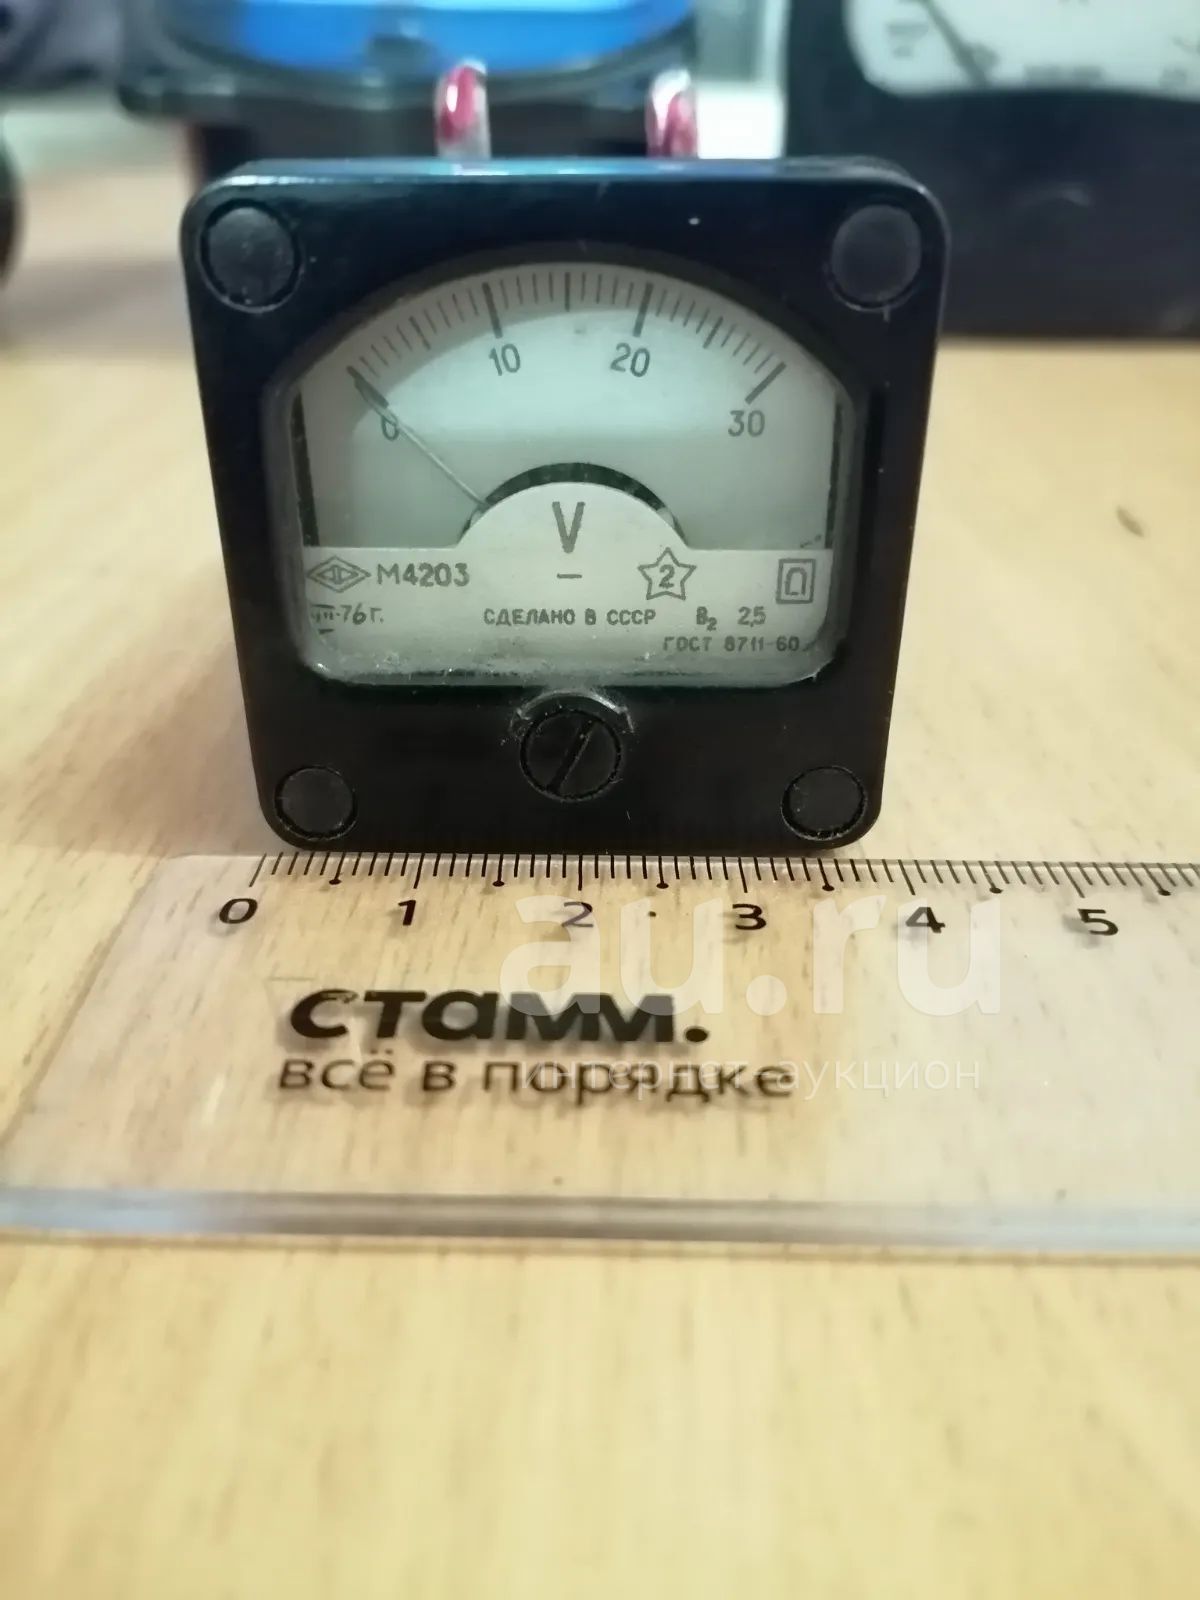 10 20
0 30
V
М4203 2
VII-76г. СДЕЛАНО В СССР В2 2,5
ГОСТ 8711-60
0 1 2 3 4 5
au.ru
стамм.
интернет-аукцион
всё в порядке